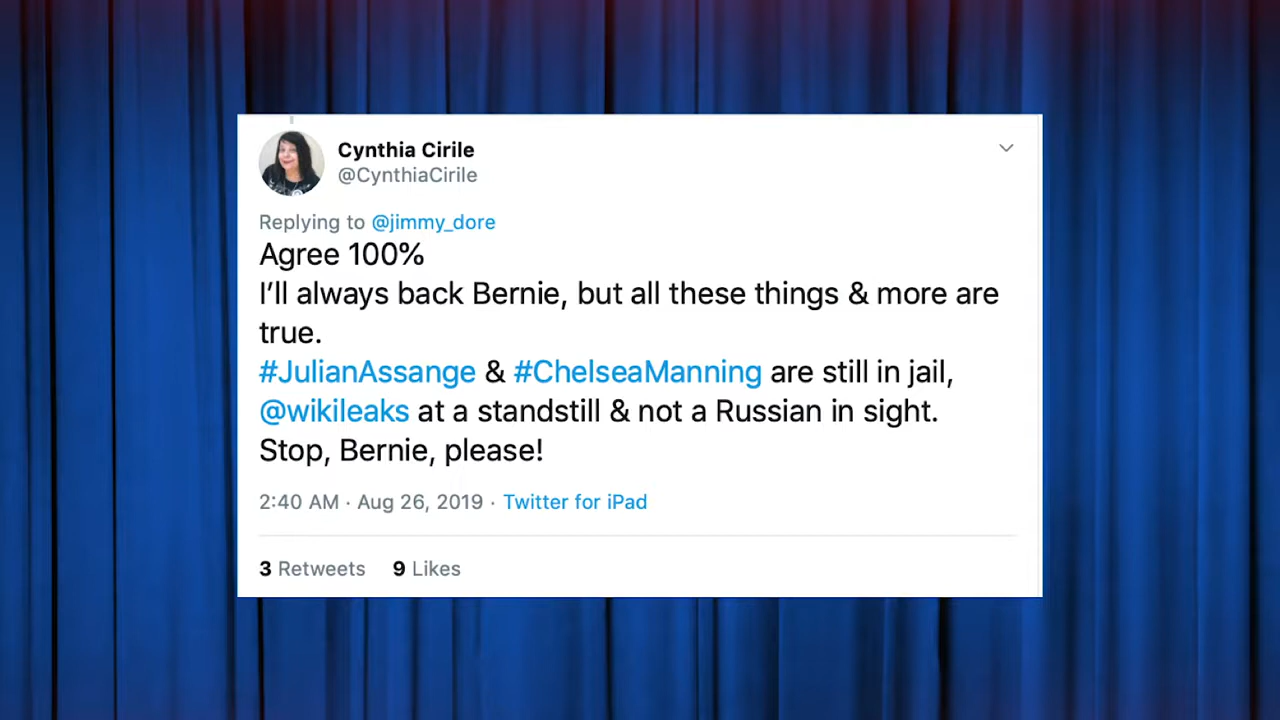 Cynthia Cirile
@CynthiaCirile
Replying to @jimmy_dore
Agree 100%
I’ll always back Bernie, but all these things & more are
true.
#JulianAssange & #ChelseaManning are still in jail,
@wikileaks at a standstill & not a Russian in sight.
Stop, Bernie, please!
2:40 AM · Aug 26, 2019 · Twitter for iPad
3 Retweets 9 Likes